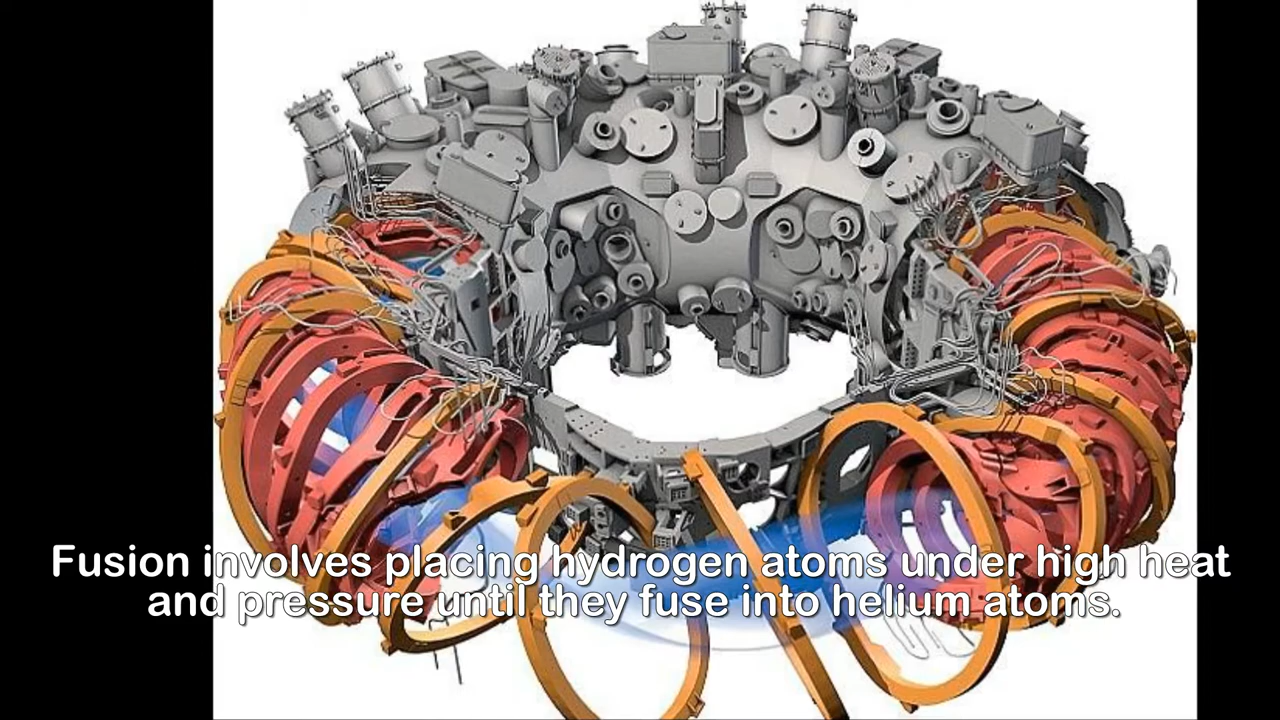 Fusion involves placing hydrogen atoms under high heat
and pressure until they fuse into helium atoms.